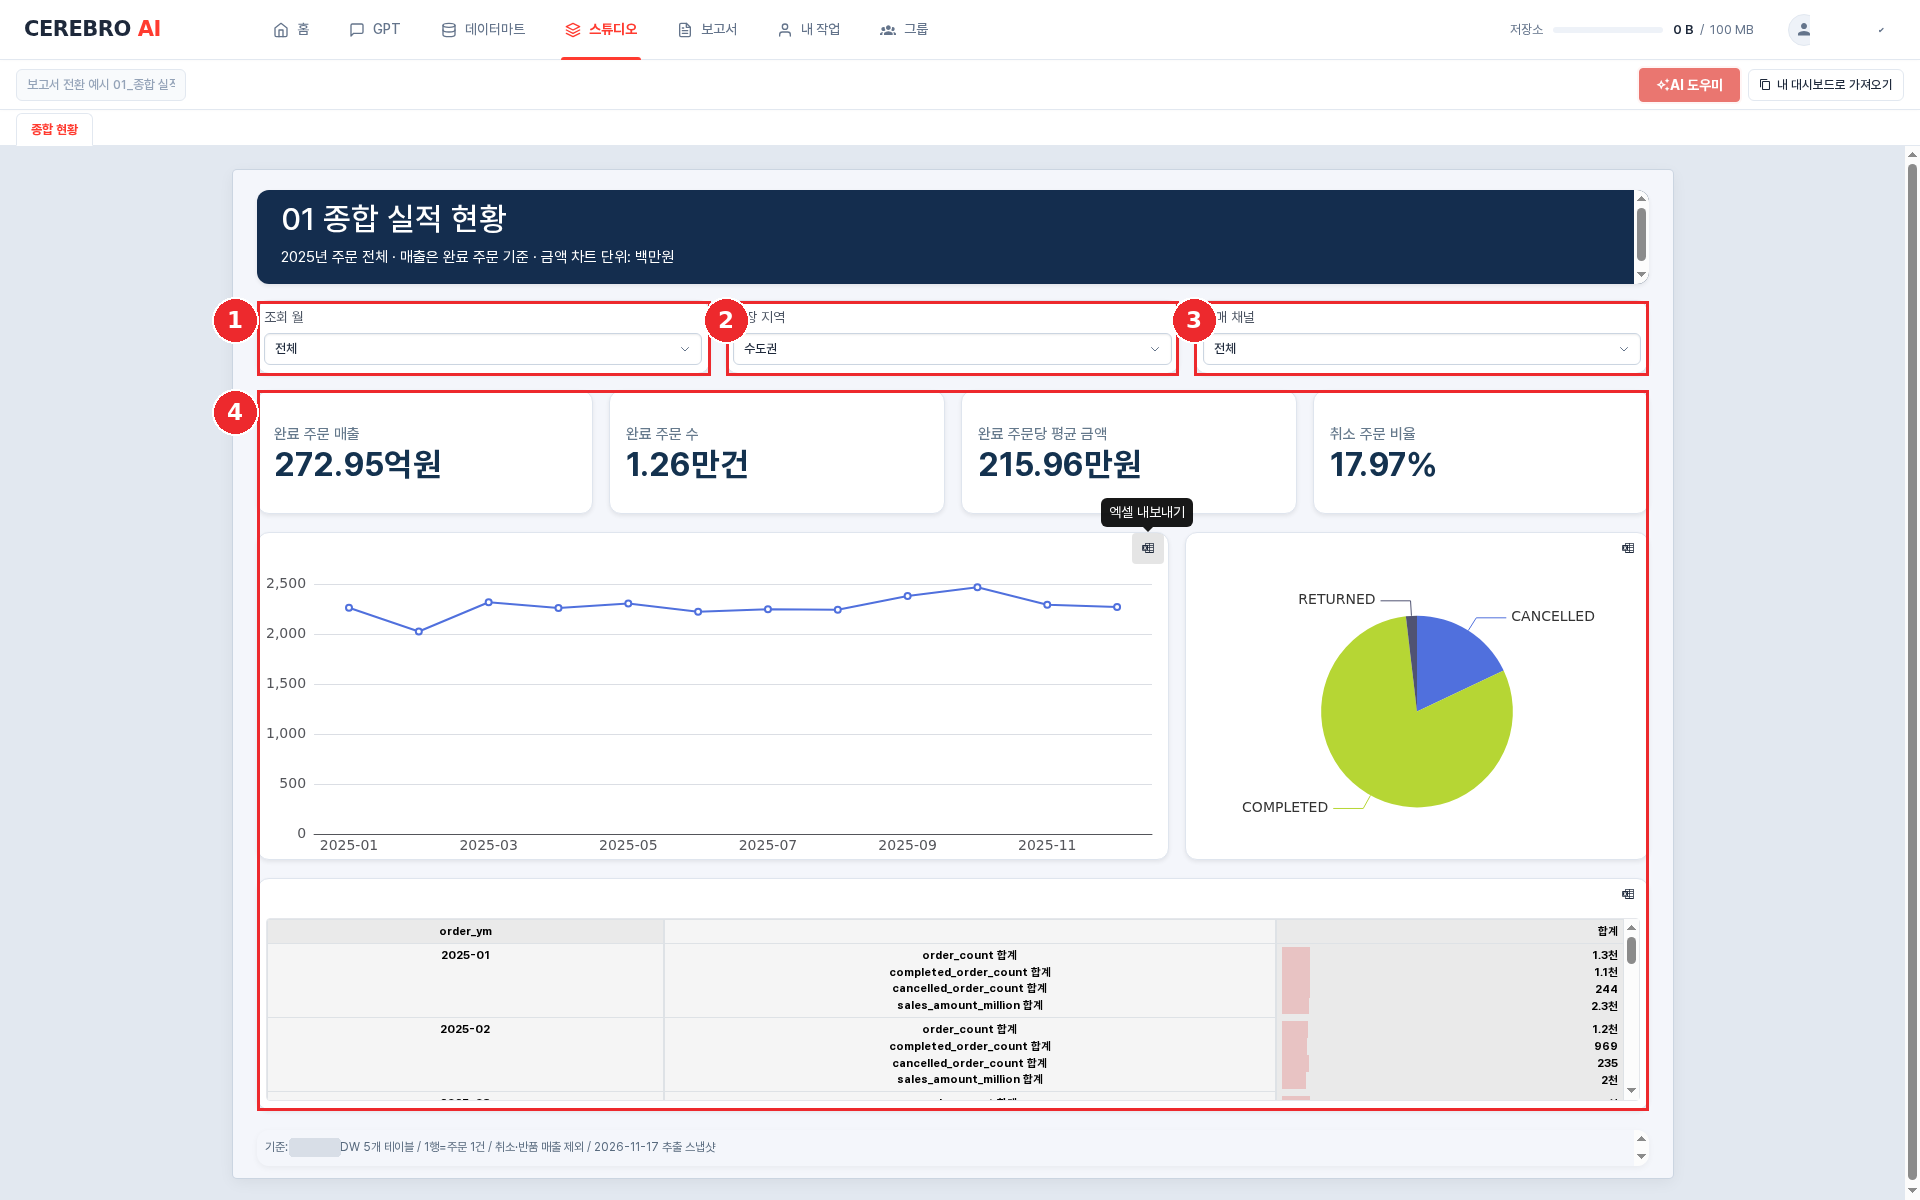 CEREBRO AI
홈
GPT
데이터마트
스튜디오
보고서
내 작업
그룹
저장소
0 B / 100 MB
보고서 전환 예시 01_종합 실적
AI 도우미
내 대시보드로 가져오기
종합 현황
01 종합 실적 현황
2025년 주문 전체 · 매출은 완료 주문 기준 · 금액 차트 단위: 백만원
1
조회 월
전체
2
장 지역
수도권
3
매 채널
전체
4
완료 주문 매출
272.95억원
완료 주문 수
1.26만건
완료 주문당 평균 금액
215.96만원
취소 주문 비율
17.97%
엑셀 내보내기
2,500
2,000
1,500
1,000
500
0
2025-01
2025-03
2025-05
2025-07
2025-09
2025-11
RETURNED
CANCELLED
COMPLETED
order_ym
합계
2025-01
order_count 합계
1.3천
completed_order_count 합계
1.1천
cancelled_order_count 합계
244
sales_amount_million 합계
2.3천
2025-02
order_count 합계
1.2천
completed_order_count 합계
969
cancelled_order_count 합계
235
sales_amount_million 합계
2천
기준: DW 5개 테이블 / 1행=주문 1건 / 취소·반품 매출 제외 / 2026-11-17 추출 스냅샷